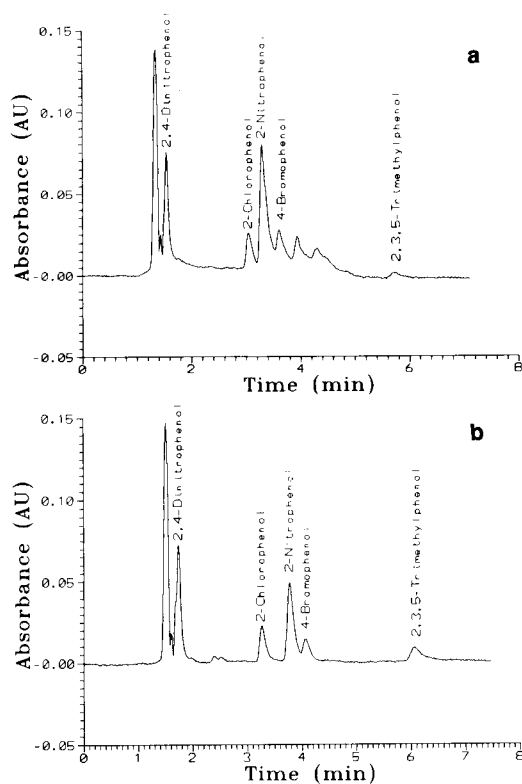 a
0.15
0.10
0.05
-0.00
-0.05
Absorbance (AU)
2,4-Dinitrophenol
2-Chlorophenol
2-Nitrophenol
4-Bromophenol
2,3,5-Trimethylphenol
0
2
4
6
8
Time (min)
b
0.15
0.10
0.05
-0.00
-0.05
Absorbance (AU)
2,4-Dinitrophenol
2-Chlorophenol
2-Nitrophenol
4-Bromophenol
2,3,5-Trimethylphenol
0
1
2
3
4
5
6
7
8
Time (min)